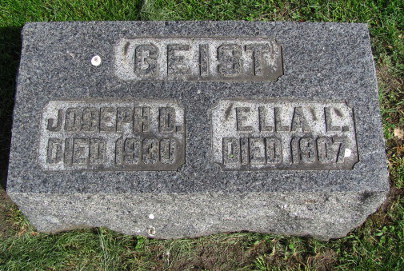 GEIST
JOSEPH D. ELLA L.
DIED 1930 DIED 1907